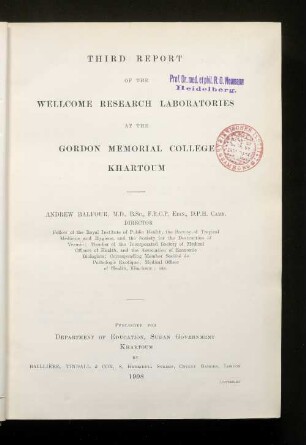 THIRD REPORT
OF THE
Prof. Dr. med. et phil. R. O. Neumann
Heidelberg.
WELLCOME RESEARCH LABORATORIES
AT THE
GORDON MEMORIAL COLLEGE
KHARTOUM
ANDREW BALFOUR, M.D., B.Sc., F.R.C.P. Edin., D.P.H. Camb.
DIRECTOR
Fellow of the Royal Institute of Public Health, the Society of Tropical
Medicine and Hygiene, and the Society for the Destruction of
Vermin; Member of the Incorporated Society of Medical
Officers of Health, and the Association of Economic
Biologists; Corresponding Member Société de
Pathologie Exotique; Medical Officer
of Health, Khartoum; etc.
PUBLISHED FOR
DEPARTMENT OF EDUCATION, SUDAN GOVERNMENT
KHARTOUM
BY
BAILLIÈRE, TINDALL & COX, 8, HENRIETTA STREET, COVENT GARDEN, LONDON
1908